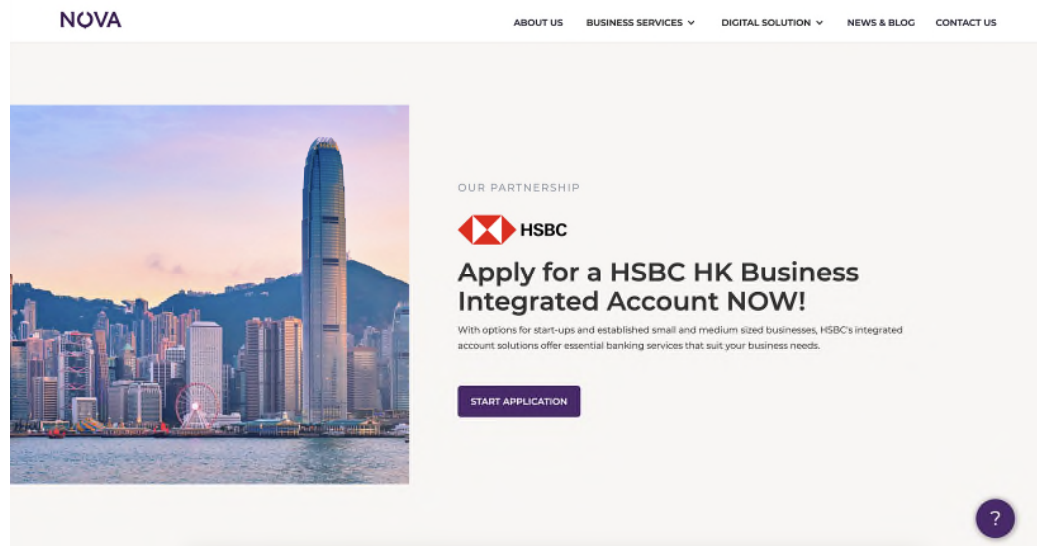 NOVA
ABOUT US
BUSINESS SERVICES
DIGITAL SOLUTION
NEWS & BLOG
CONTACT US
OUR PARTNERSHIP
HSBC
Apply for a HSBC HK Business
Integrated Account NOW!
With options for start-ups and established small and medium sized businesses, HSBC's integrated
account solutions offer essential banking services that suit your business needs.
START APPLICATION
?